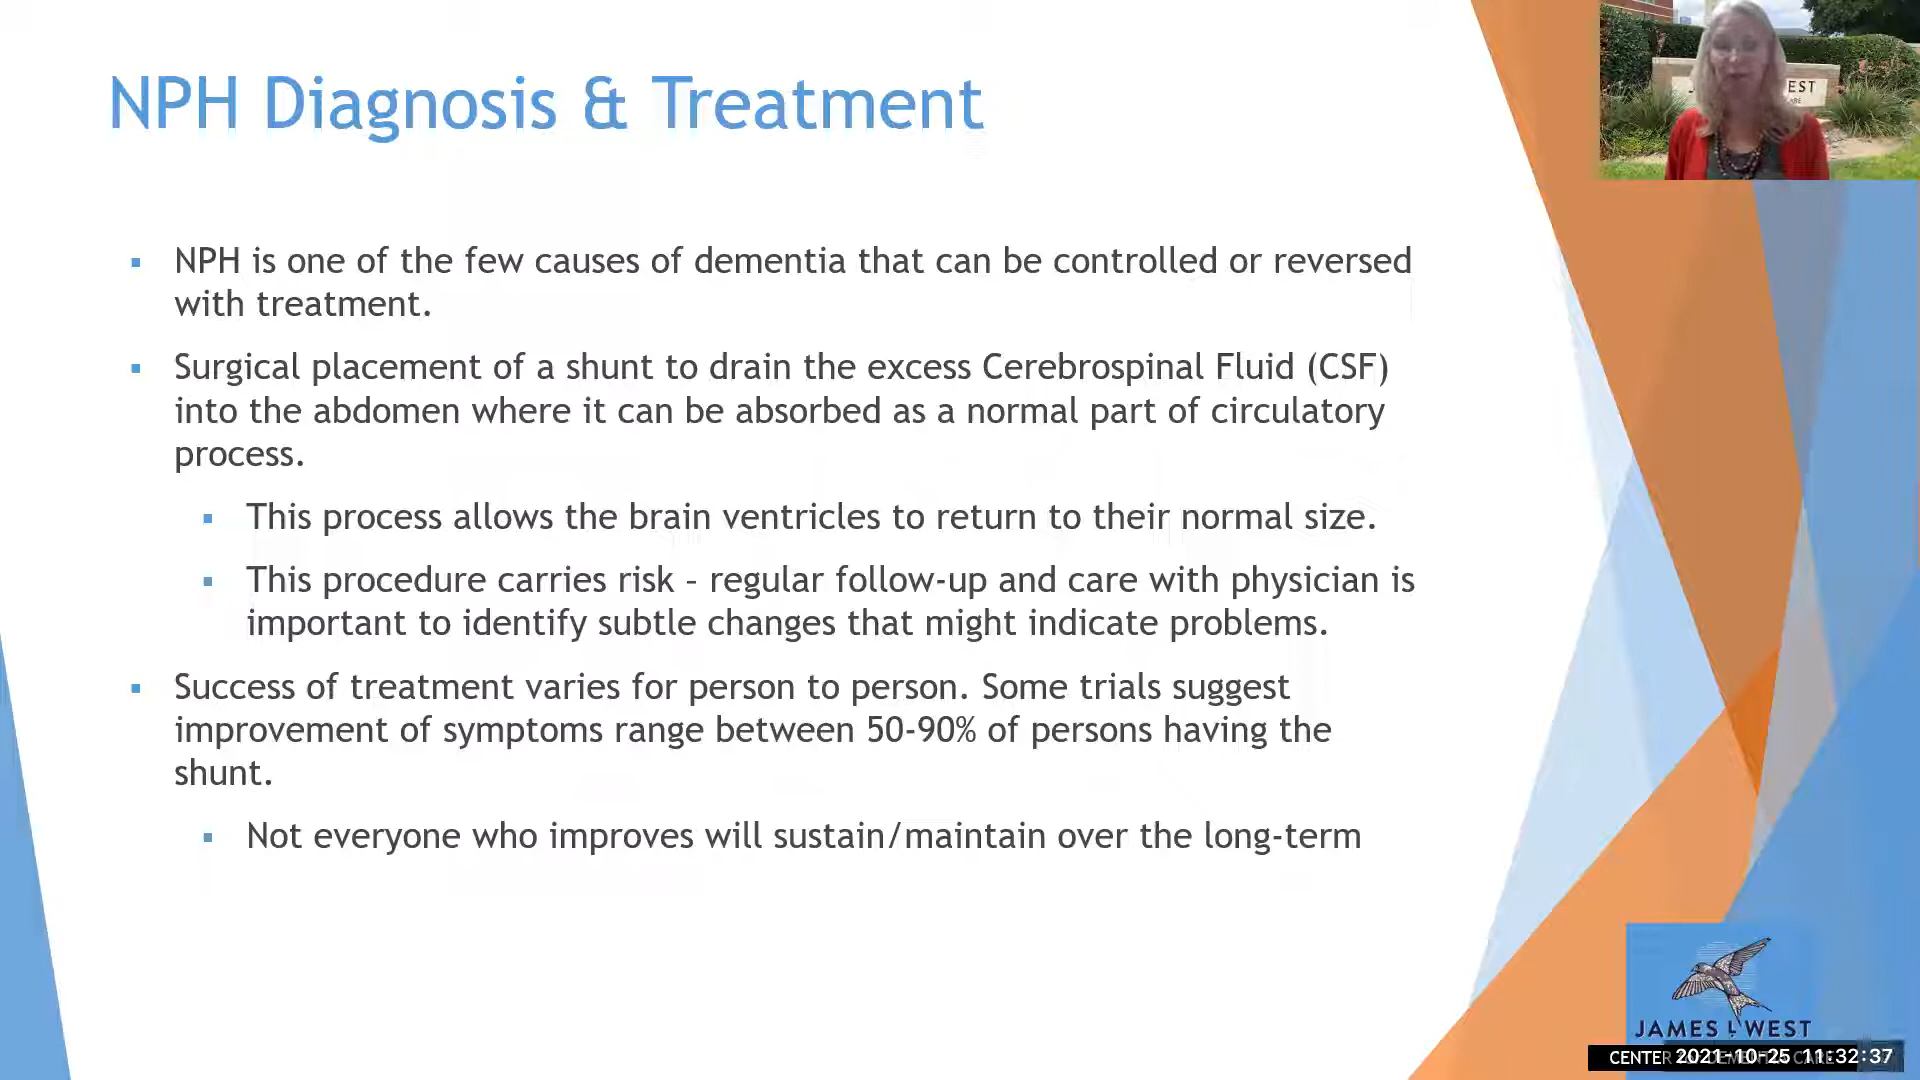 NPH Diagnosis & Treatment
EST
▪ NPH is one of the few causes of dementia that can be controlled or reversed
with treatment.
▪ Surgical placement of a shunt to drain the excess Cerebrospinal Fluid (CSF)
into the abdomen where it can be absorbed as a normal part of circulatory
process.
▪ This process allows the brain ventricles to return to their normal size.
▪ This procedure carries risk – regular follow-up and care with physician is
important to identify subtle changes that might indicate problems.
▪ Success of treatment varies for person to person. Some trials suggest
improvement of symptoms range between 50-90% of persons having the
shunt.
▪ Not everyone who improves will sustain/maintain over the long-term
JAMES L WEST
CENTER
2021-10-25 11:32:37